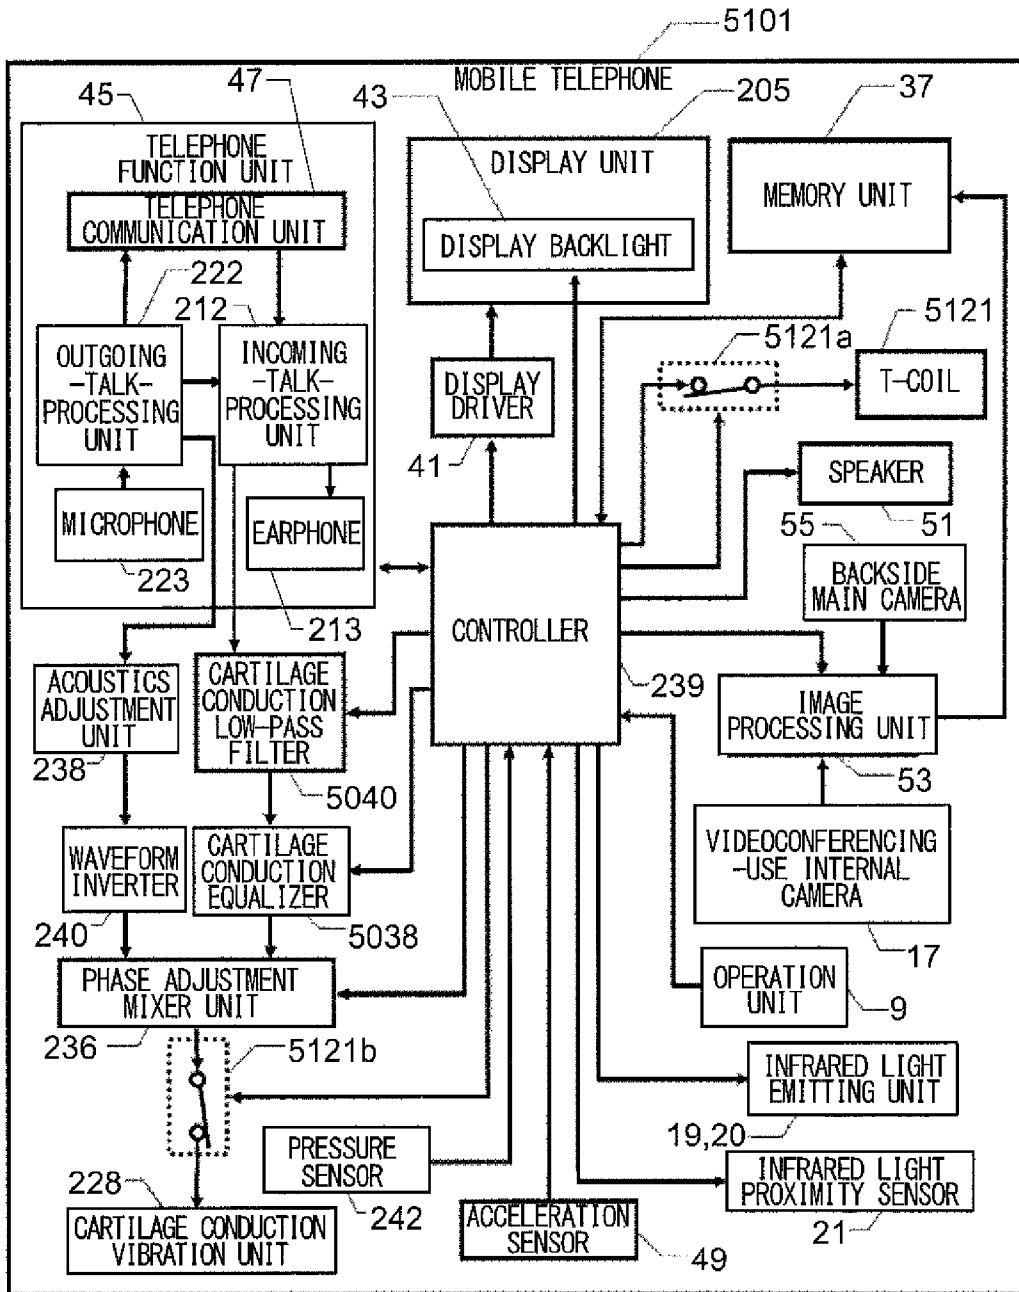 5101
MOBILE TELEPHONE
45
47
43
205
37
TELEPHONE
FUNCTION UNIT
TELEPHONE
COMMUNICATION UNIT
DISPLAY UNIT
DISPLAY BACKLIGHT
MEMORY UNIT
222
212
OUTGOING
-TALK-
PROCESSING
UNIT
INCOMING
-TALK-
PROCESSING
UNIT
DISPLAY
DRIVER
41
5121a
5121
T-COIL
SPEAKER
51
MICROPHONE
223
EARPHONE
213
55
BACKSIDE
MAIN CAMERA
CONTROLLER
239
ACOUSTICS
ADJUSTMENT
UNIT
238
CARTILAGE
CONDUCTION
LOW-PASS
FILTER
5040
IMAGE
PROCESSING UNIT
53
WAVEFORM
INVERTER
240
CARTILAGE
CONDUCTION
EQUALIZER
5038
VIDEOCONFERENCING
-USE INTERNAL
CAMERA
17
PHASE ADJUSTMENT
MIXER UNIT
236
OPERATION
UNIT
9
5121b
INFRARED LIGHT
EMITTING UNIT
19,20
PRESSURE
SENSOR
242
INFRARED LIGHT
PROXIMITY SENSOR
21
228
CARTILAGE CONDUCTION
VIBRATION UNIT
ACCELERATION
SENSOR
49